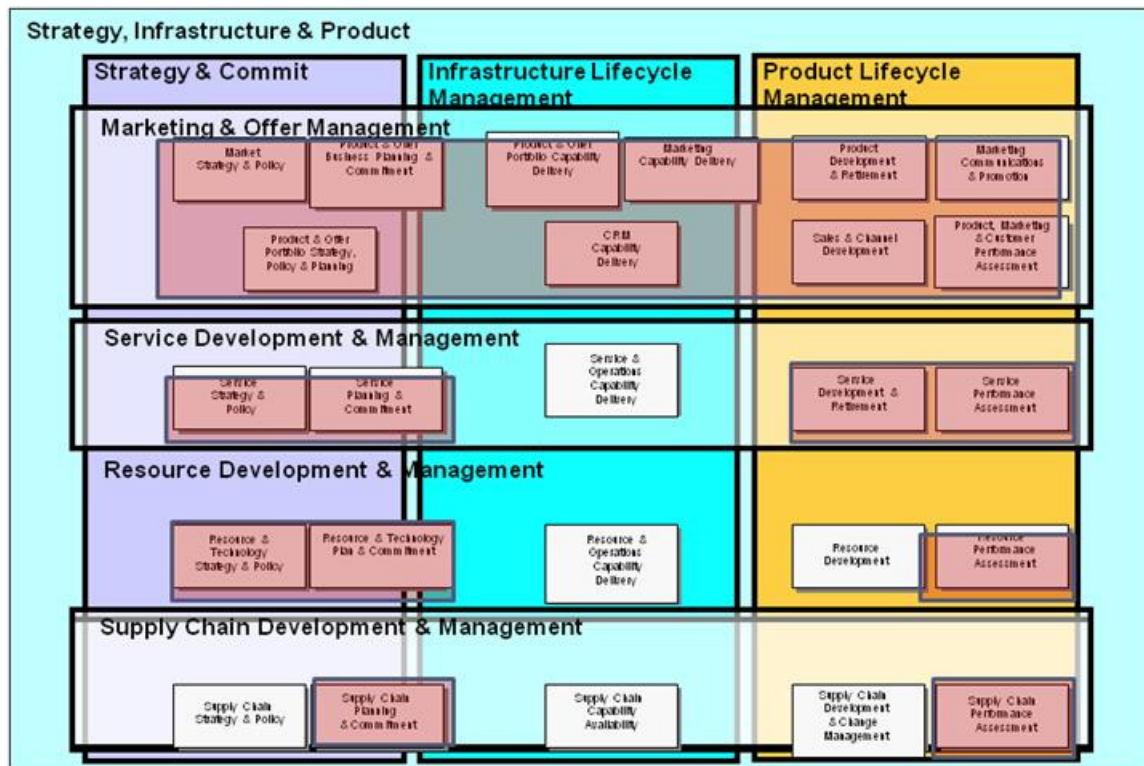 Strategy, Infrastructure & Product
Strategy & Commit
Infrastructure Lifecycle
Management
Product Lifecycle
Management
Marketing & Offer Management
Market
Strategy & Policy
Product & Offer
Business Planning &
Commitment
Product & Offer
Portfolio Capability
Delivery
Marketing
Capability Delivery
Product
Development
& Retirement
Marketing
Communications
& Promotion
Product & Offer
Portfolio Strategy,
Policy & Planning
CRM
Capability
Delivery
Sales & Channel
Development
Product, Marketing
& Customer
Performance
Assessment
Service Development & Management
Service
Strategy &
Policy
Service
Planning &
Commitment
Service &
Operations
Capability
Delivery
Service
Development &
Retirement
Service
Performance
Assessment
Resource Development & Management
Resource &
Technology
Strategy & Policy
Resource & Technology
Plan & Commitment
Resource &
Operations
Capability
Delivery
Resource
Development
Resource
Performance
Assessment
Supply Chain Development & Management
Supply Chain
Strategy & Policy
Supply Chain
Planning
& Commitment
Supply Chain
Capability
Availability
Supply Chain
Development
& Change
Management
Supply Chain
Performance
Assessment